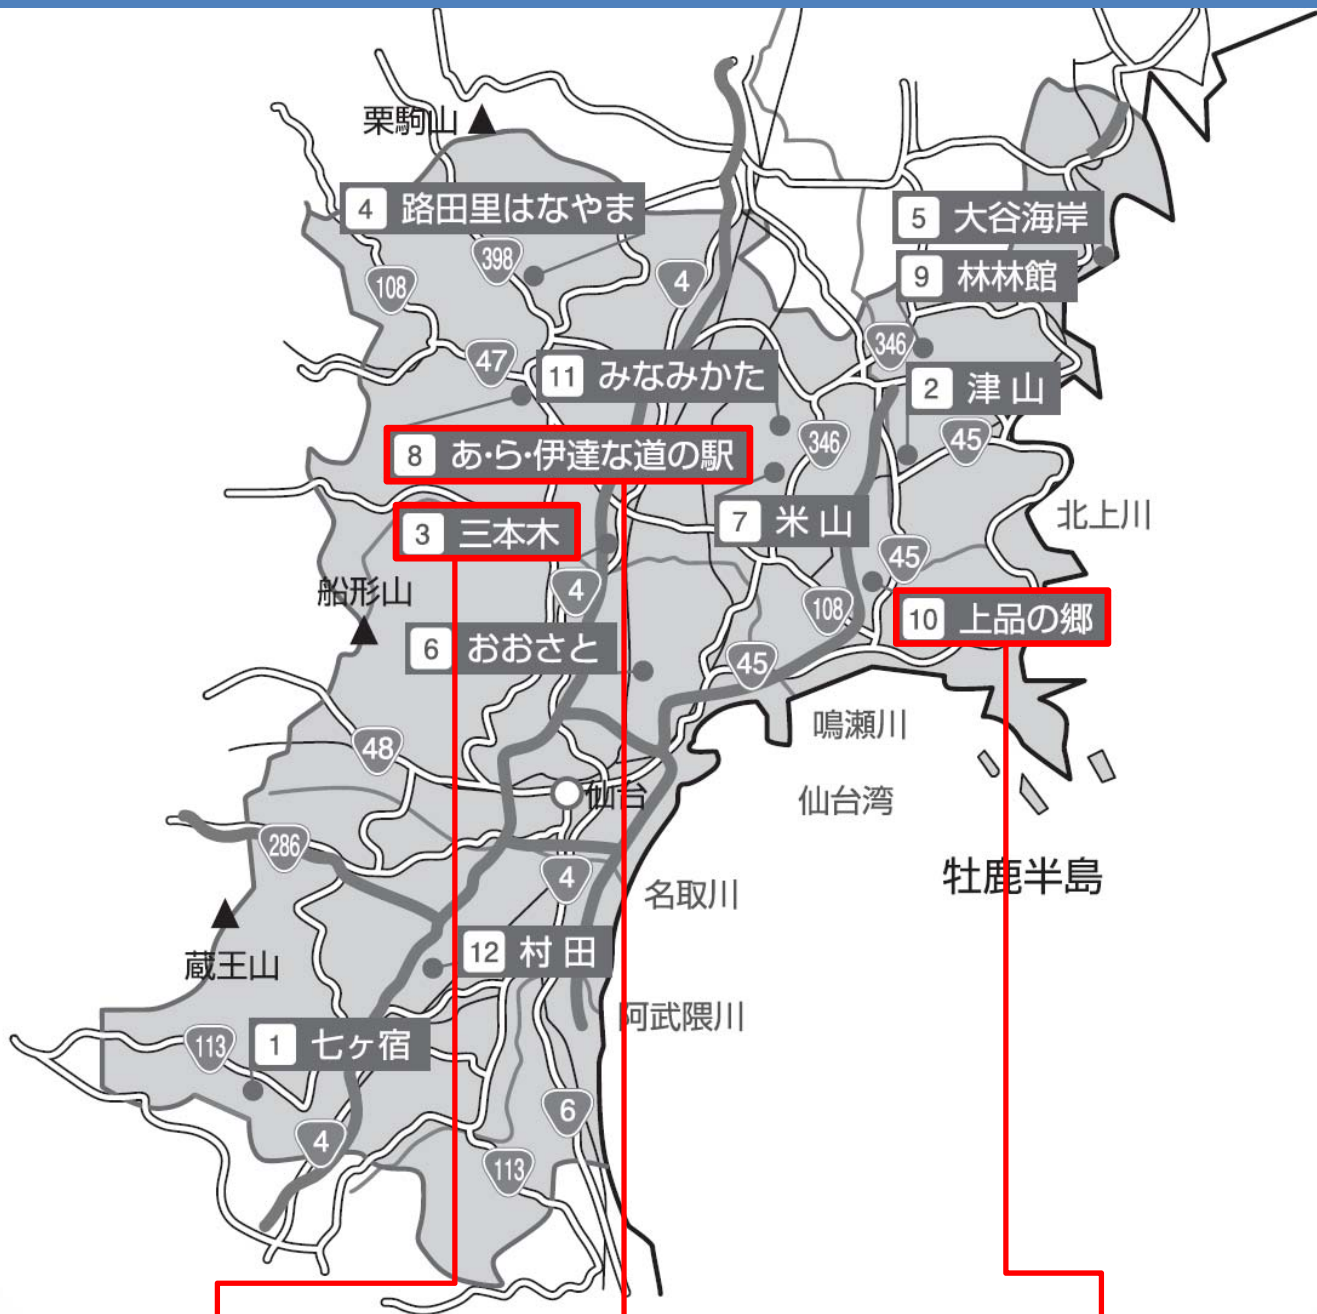 栗駒山
4 路田里はなやま
5 大谷海岸
398
9 林林館
108
4
346
47
11 みなみかた
2 津山
346
45
8 あ・ら・伊達な道の駅
7 米山
北上川
3 三本木
45
船形山
4
108
10 上品の郷
6 おおさと
45
鳴瀬川
48
仙台
仙台湾
286
4
牡鹿半島
名取川
12 村田
蔵王山
阿武隈川
113
1 七ヶ宿
6
4
113